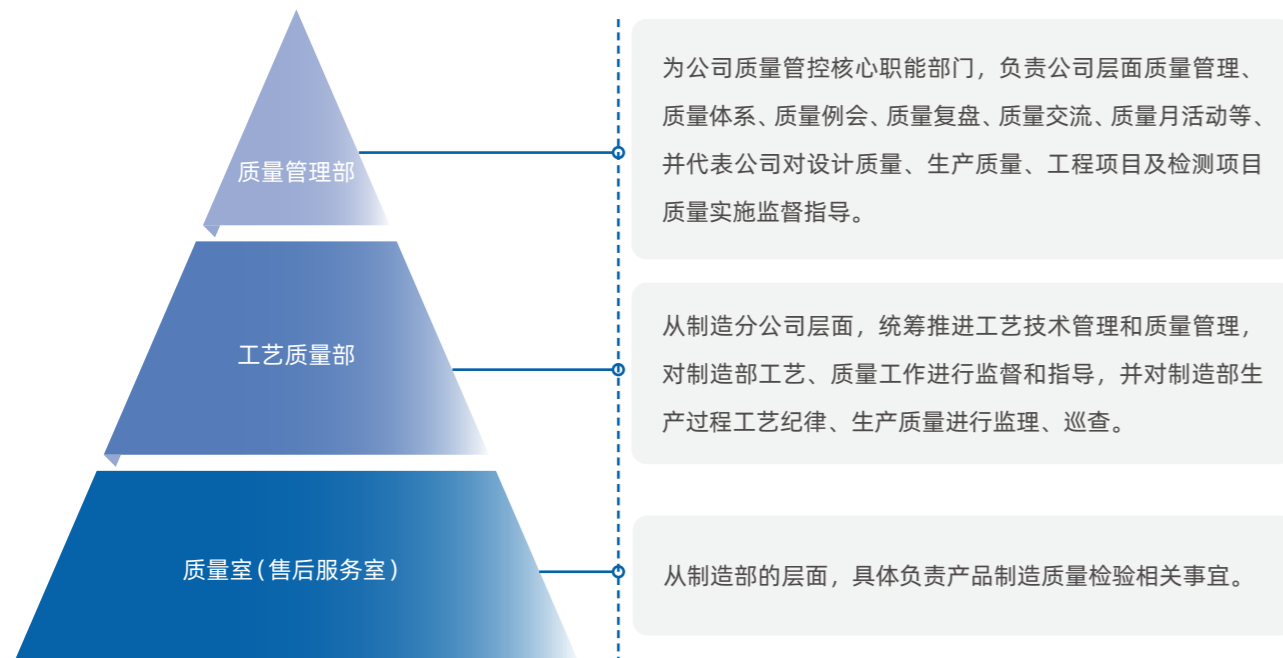 质量管理部
为公司质量管控核心职能部门，负责公司层面质量管理、
质量体系、质量例会、质量复盘、质量交流、质量月活动等、
并代表公司对设计质量、生产质量、工程项目及检测项目
质量实施监督指导。
工艺质量部
从制造分公司层面，统筹推进工艺技术管理和质量管理，
对制造部工艺、质量工作进行监督和指导，并对制造部生
产过程工艺纪律、生产质量进行监理、巡查。
质量室（售后服务室）
从制造部的层面，具体负责产品制造质量检验相关事宜。